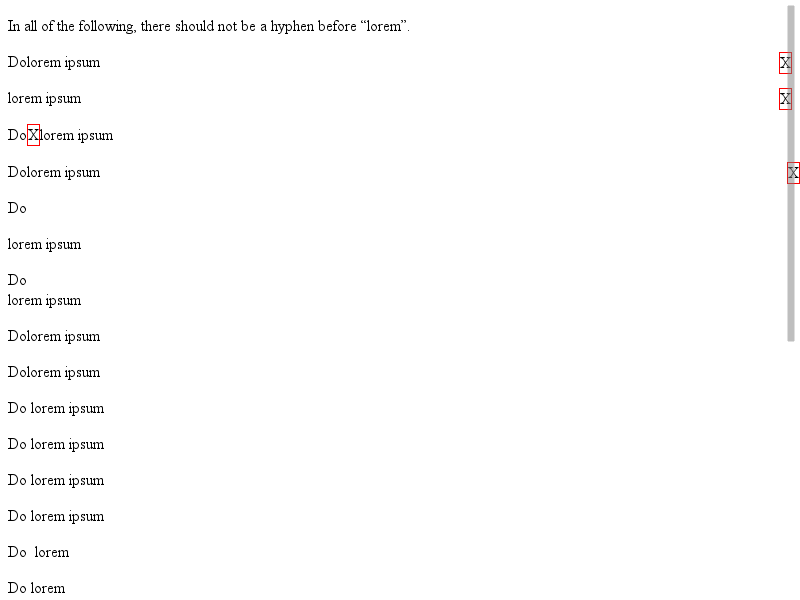 In all of the following, there should not be a hyphen before “lorem”.
Dolorem ipsum X
lorem ipsum X
DoXlorem ipsum
Dolorem ipsum X
Do
lorem ipsum
Do
lorem ipsum
Dolorem ipsum
Dolorem ipsum
Do lorem ipsum
Do lorem ipsum
Do lorem ipsum
Do lorem ipsum
Do  lorem
Do lorem